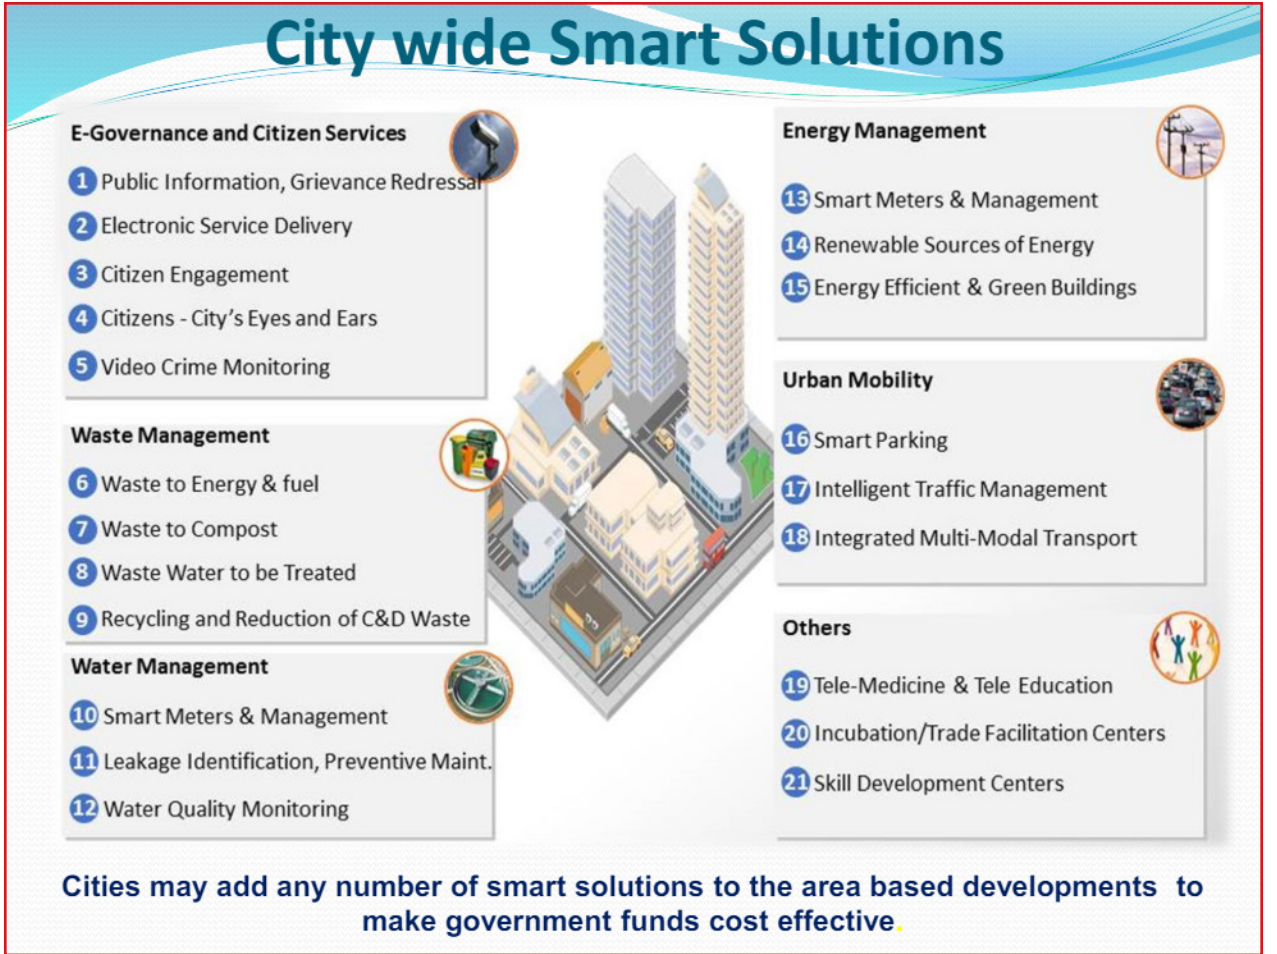 City wide Smart Solutions
E-Governance and Citizen Services
1 Public Information, Grievance Redressal
2 Electronic Service Delivery
3 Citizen Engagement
4 Citizens - City's Eyes and Ears
5 Video Crime Monitoring
Waste Management
6 Waste to Energy & fuel
7 Waste to Compost
8 Waste Water to be Treated
9 Recycling and Reduction of C&D Waste
Water Management
10 Smart Meters & Management
11 Leakage Identification, Preventive Maint.
12 Water Quality Monitoring
Energy Management
13 Smart Meters & Management
14 Renewable Sources of Energy
15 Energy Efficient & Green Buildings
Urban Mobility
16 Smart Parking
17 Intelligent Traffic Management
18 Integrated Multi-Modal Transport
Others
19 Tele-Medicine & Tele Education
20 Incubation/Trade Facilitation Centers
21 Skill Development Centers
Cities may add any number of smart solutions to the area based developments to
make government funds cost effective.